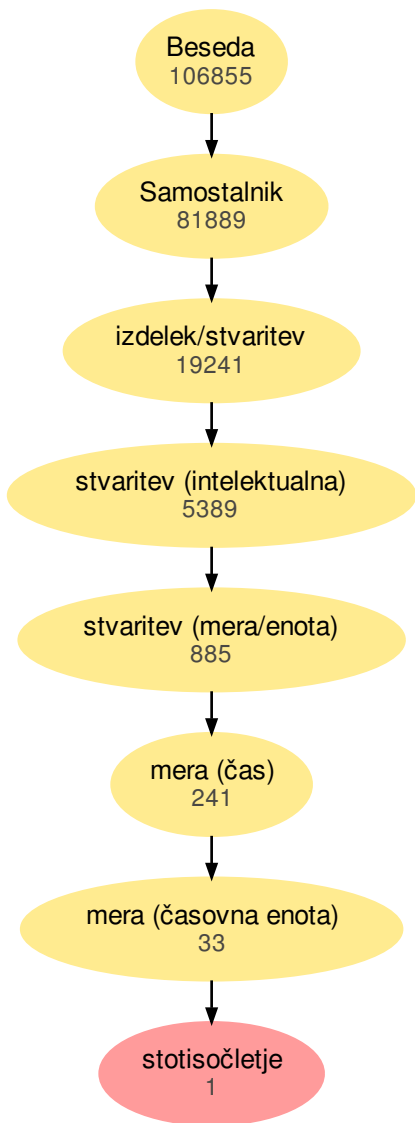 Beseda
106855
Samostalnik
81889
izdelek/stvaritev
19241
stvaritev (intelektualna)
5389
stvaritev (mera/enota)
885
mera (čas)
241
mera (časovna enota)
33
stotisočletje
1